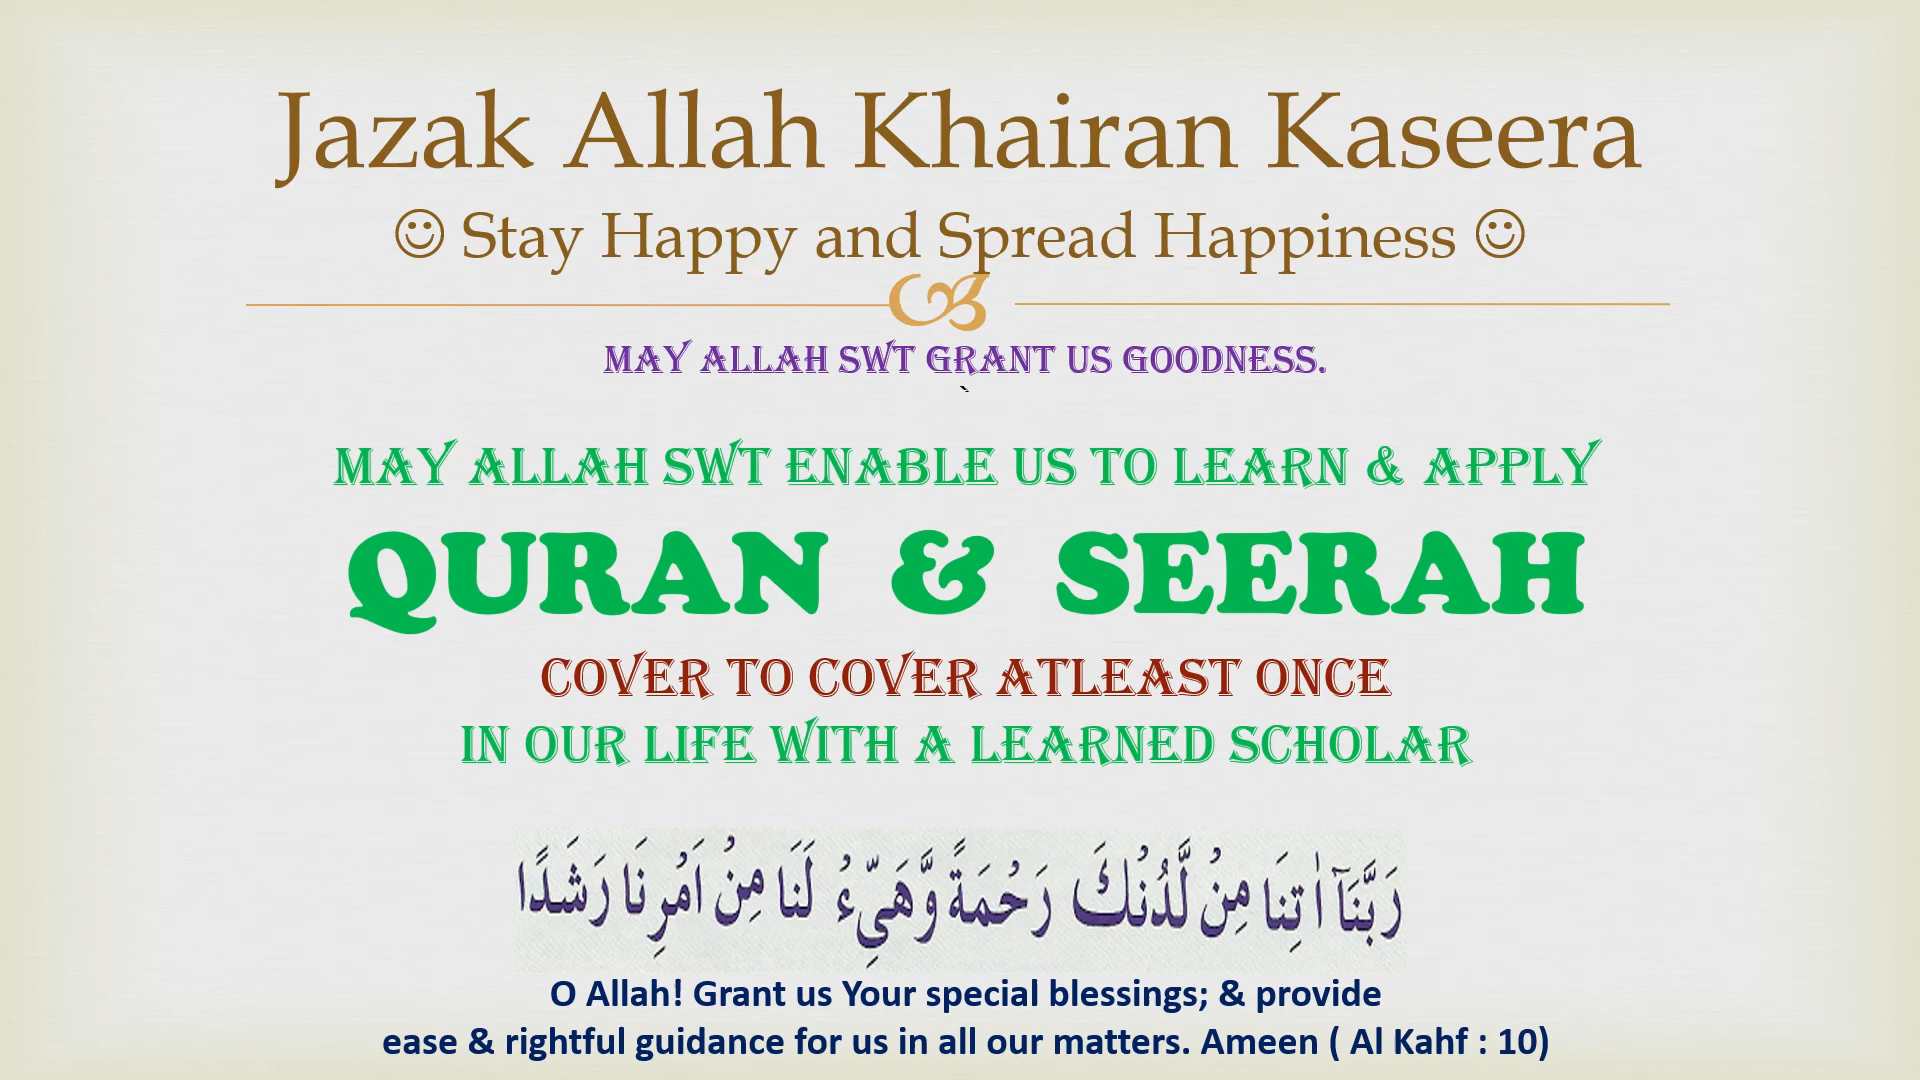 Jazak Allah Khairan Kaseera
☺ Stay Happy and Spread Happiness ☺
MAY ALLAH SWT GRANT US GOODNESS.
`
MAY ALLAH SWT ENABLE US TO LEARN & APPLY
QURAN & SEERAH
COVER TO COVER ATLEAST ONCE
IN OUR LIFE WITH A LEARNED SCHOLAR
رَبَّنَآ اٰتِنَا مِنْ لَّدُنْكَ رَحْمَةً وَّهَيِّءْ لَنَا مِنْ اَمْرِنَا رَشَدًا
O Allah! Grant us Your special blessings; & provide
ease & rightful guidance for us in all our matters. Ameen ( Al Kahf : 10)